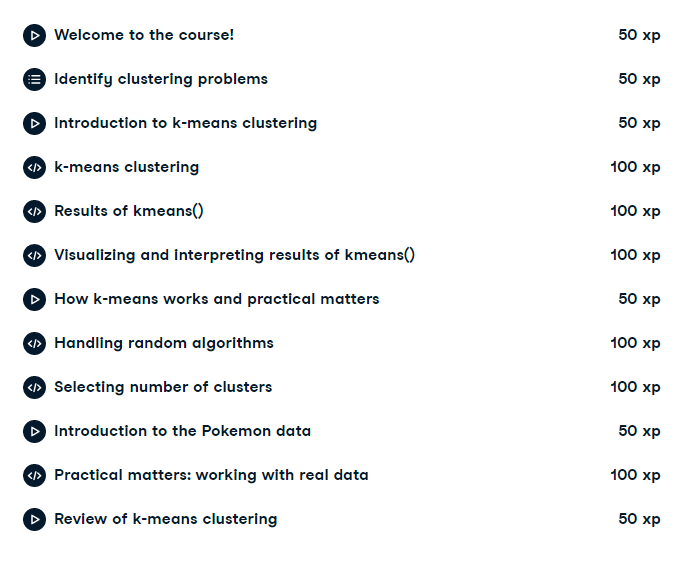 Welcome to the course! 50 xp
Identify clustering problems 50 xp
Introduction to k-means clustering 50 xp
k-means clustering 100 xp
Results of kmeans() 100 xp
Visualizing and interpreting results of kmeans() 100 xp
How k-means works and practical matters 50 xp
Handling random algorithms 100 xp
Selecting number of clusters 100 xp
Introduction to the Pokemon data 50 xp
Practical matters: working with real data 100 xp
Review of k-means clustering 50 xp